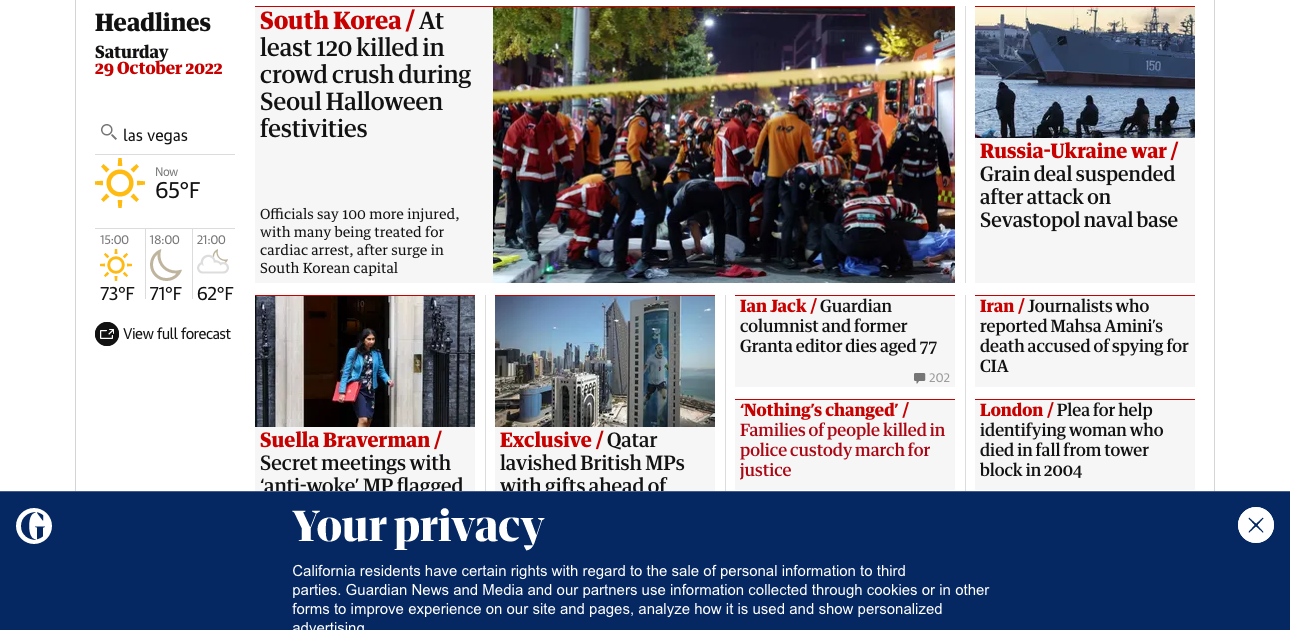 Headlines
Saturday
29 October 2022
las vegas
Now
65°F
15:00
73°F
18:00
71°F
21:00
62°F
View full forecast
South Korea / At
least 120 killed in
crowd crush during
Seoul Halloween
festivities
Officials say 100 more injured,
with many being treated for
cardiac arrest, after surge in
South Korean capital
150
Russia-Ukraine war /
Grain deal suspended
after attack on
Sevastopol naval base
Suella Braverman /
Secret meetings with
‘anti-woke’ MP flagged
Exclusive / Qatar
lavished British MPs
with gifts ahead of
Ian Jack / Guardian
columnist and former
Granta editor dies aged 77
202
‘Nothing’s changed’ /
Families of people killed in
police custody march for
justice
Iran / Journalists who
reported Mahsa Amini’s
death accused of spying for
CIA
London / Plea for help
identifying woman who
died in fall from tower
block in 2004
G
Your privacy
California residents have certain rights with regard to the sale of personal information to third
parties. Guardian News and Media and our partners use information collected through cookies or in other
forms to improve experience on our site and pages, analyze how it is used and show personalized
advertising.